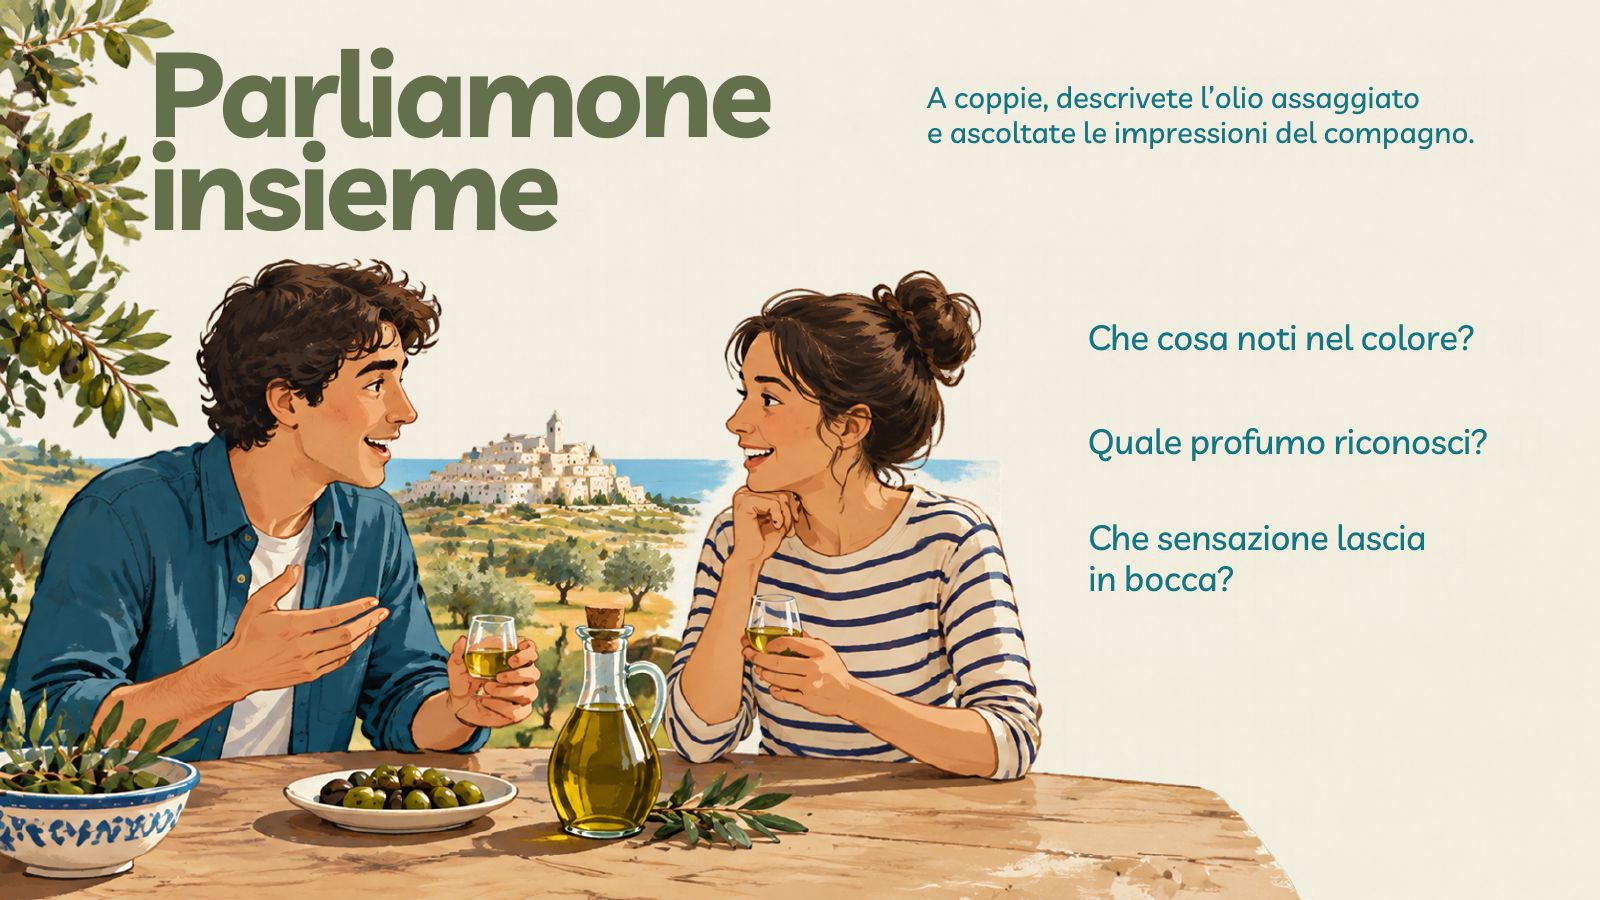 Parliamone
insieme
A coppie, descrivete l’olio assaggiato
e ascoltate le impressioni del compagno.
Che cosa noti nel colore?
Quale profumo riconosci?
Che sensazione lascia
in bocca?